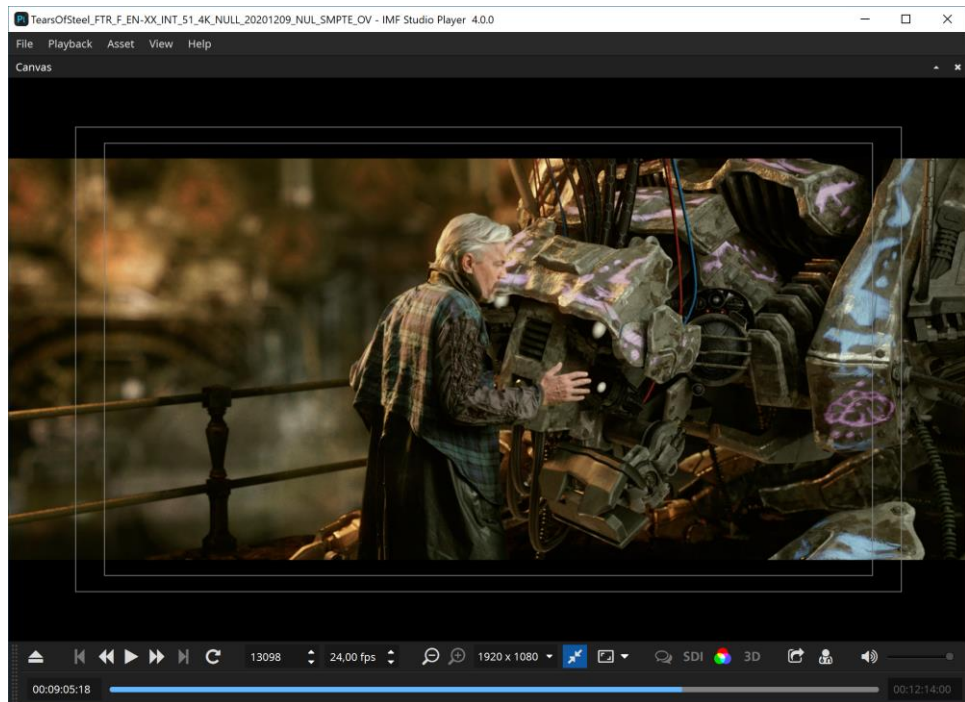 Pi TearsOfSteel_FTR_F_EN-XX_INT_51_4K_NULL_20201209_NUL_SMPTE_OV - IMF Studio Player 4.0.0
File Playback Asset View Help
Canvas
13098 24,00 fps 1920 x 1080 SDI 3D
00:09:05:18 00:12:14:00